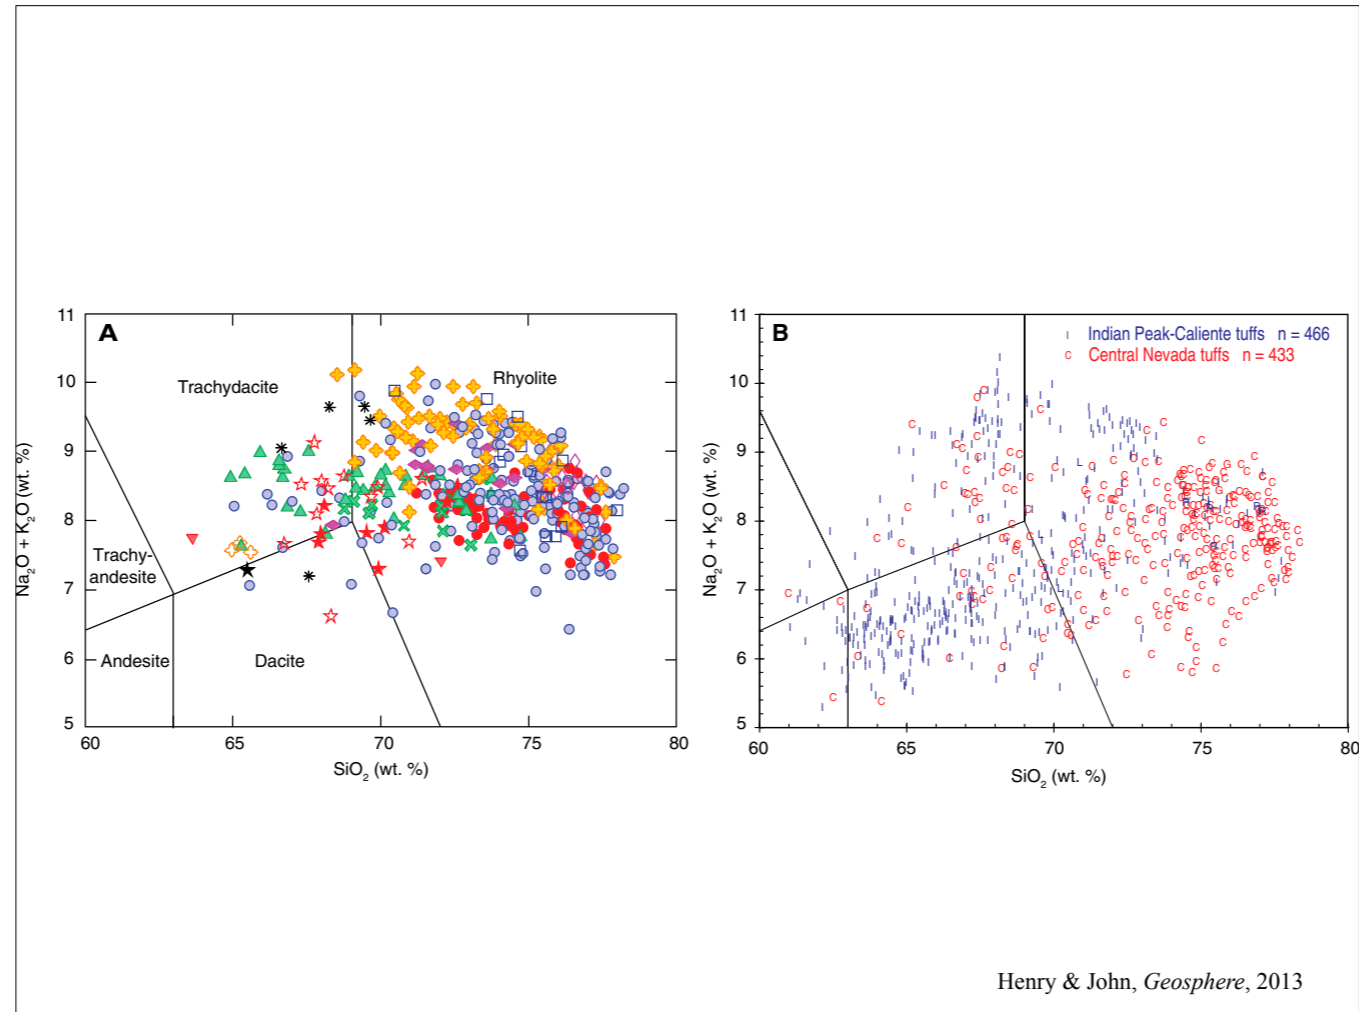 A
Trachydacite
Rhyolite
Trachy-
andesite
Andesite
Dacite
11
10
9
8
7
6
5
60
65
70
75
80
Na₂O + K₂O (wt. %)
SiO₂ (wt. %)
B
I Indian Peak-Caliente tuffs n = 466
C Central Nevada tuffs n = 433
11
10
9
8
7
6
5
60
65
70
75
80
Na₂O + K₂O (wt. %)
SiO₂ (wt. %)
Henry & John, Geosphere, 2013